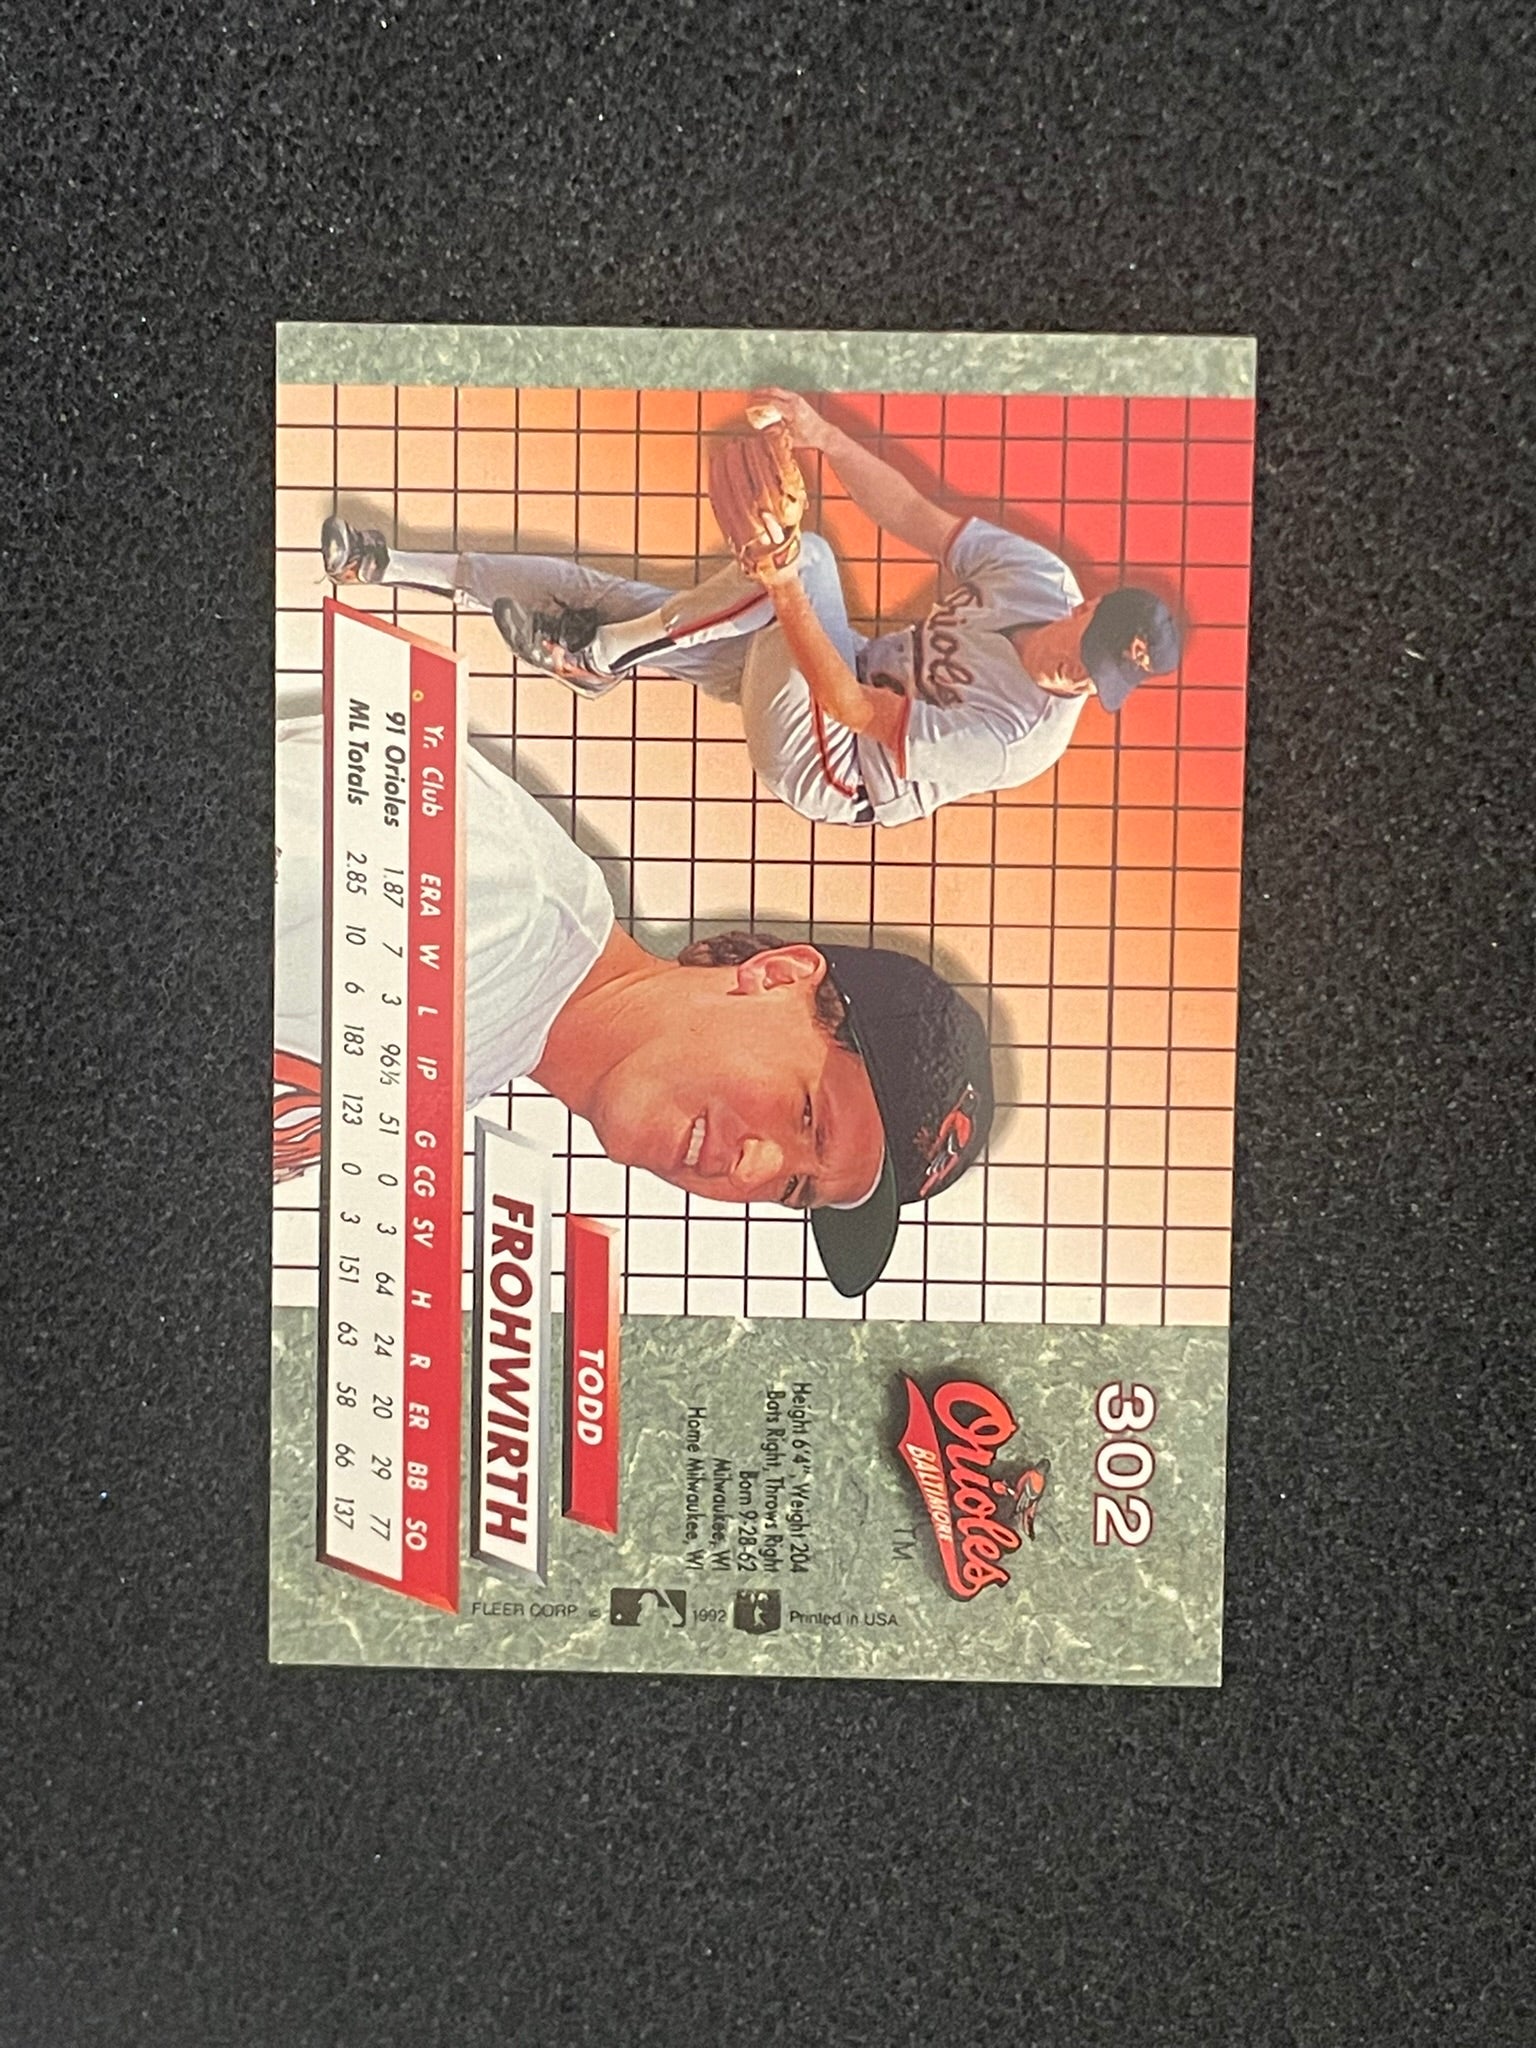 302
Orioles
BALTIMORE
TM
Height 6'4", Weight 204
Bats Right, Throws Right
Born 9-28-62
Milwaukee, WI
Home Milwaukee, WI
Orioles
TODD
FROHWIRTH
Yr. Club ERA W L IP G CG SV H R ER BB SO
91 Orioles 1.87 7 3 96⅓ 51 0 3 64 24 20 29 77
ML Totals 2.85 10 6 183 123 0 3 151 63 58 66 137
FLEER CORP © 1992 Printed in USA